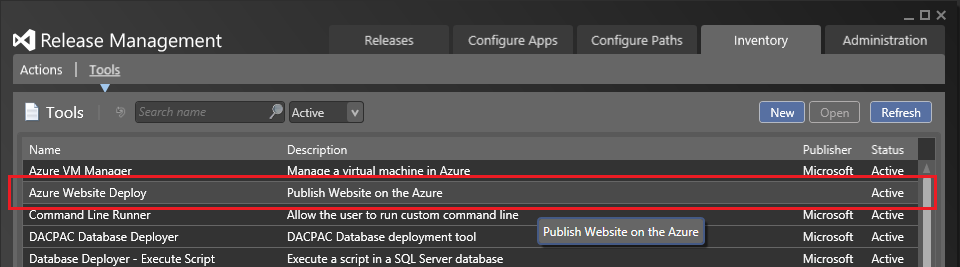 Release Management
Releases Configure Apps Configure Paths Inventory Administration
Actions Tools
Tools Search name Active New Open Refresh
Name Description Publisher Status
Azure VM Manager Manage a virtual machine in Azure Microsoft Active
Azure Website Deploy Publish Website on the Azure Active
Command Line Runner Allow the user to run custom command line Microsoft Active
Publish Website on the Azure
DACPAC Database Deployer DACPAC Database deployment tool Microsoft Active
Database Deployer - Execute Script Execute a script in a SQL Server database Microsoft Active